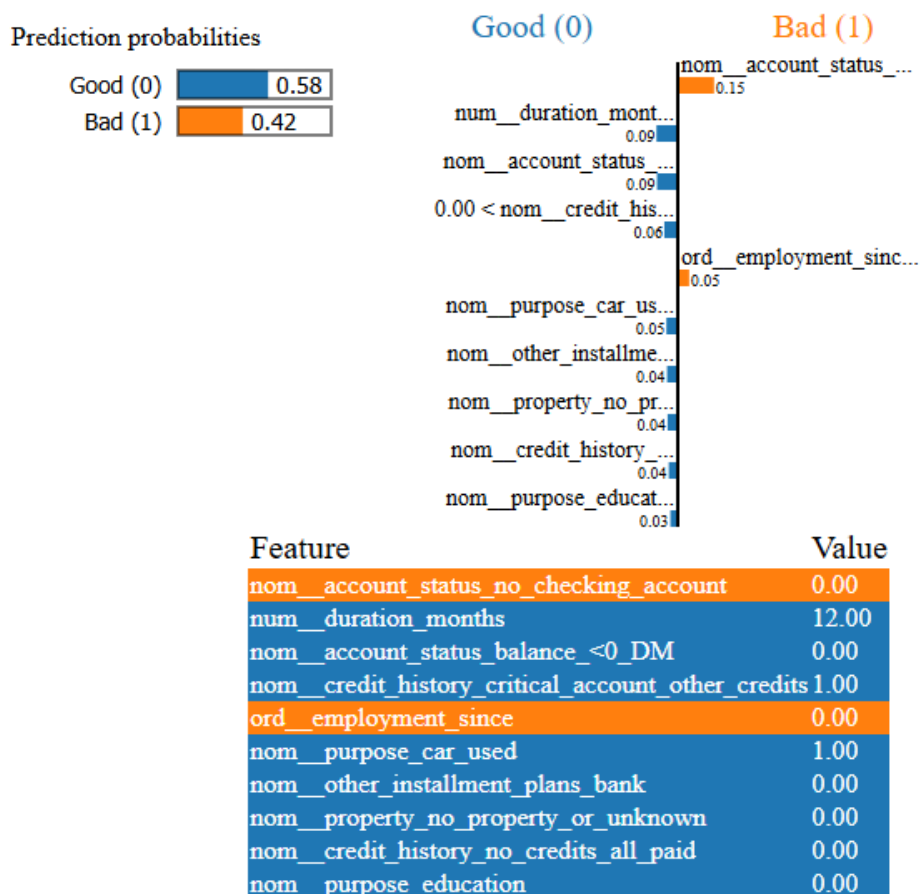 Prediction probabilities
Good (0) 0.58
Bad (1) 0.42
Good (0) Bad (1)
nom__account_status_...
0.15
num__duration_mont...
0.09
nom__account_status_...
0.09
0.00 < nom__credit_his...
0.06
ord__employment_sinc...
0.05
nom__purpose_car_us...
0.05
nom__other_installme...
0.04
nom__property_no_pr...
0.04
nom__credit_history_...
0.04
nom__purpose_educat...
0.03
Feature Value
nom__account_status_no_checking_account 0.00
num__duration_months 12.00
nom__account_status_balance_<0_DM 0.00
nom__credit_history_critical_account_other_credits 1.00
ord__employment_since 0.00
nom__purpose_car_used 1.00
nom__other_installment_plans_bank 0.00
nom__property_no_property_or_unknown 0.00
nom__credit_history_no_credits_all_paid 0.00
nom__purpose_education 0.00